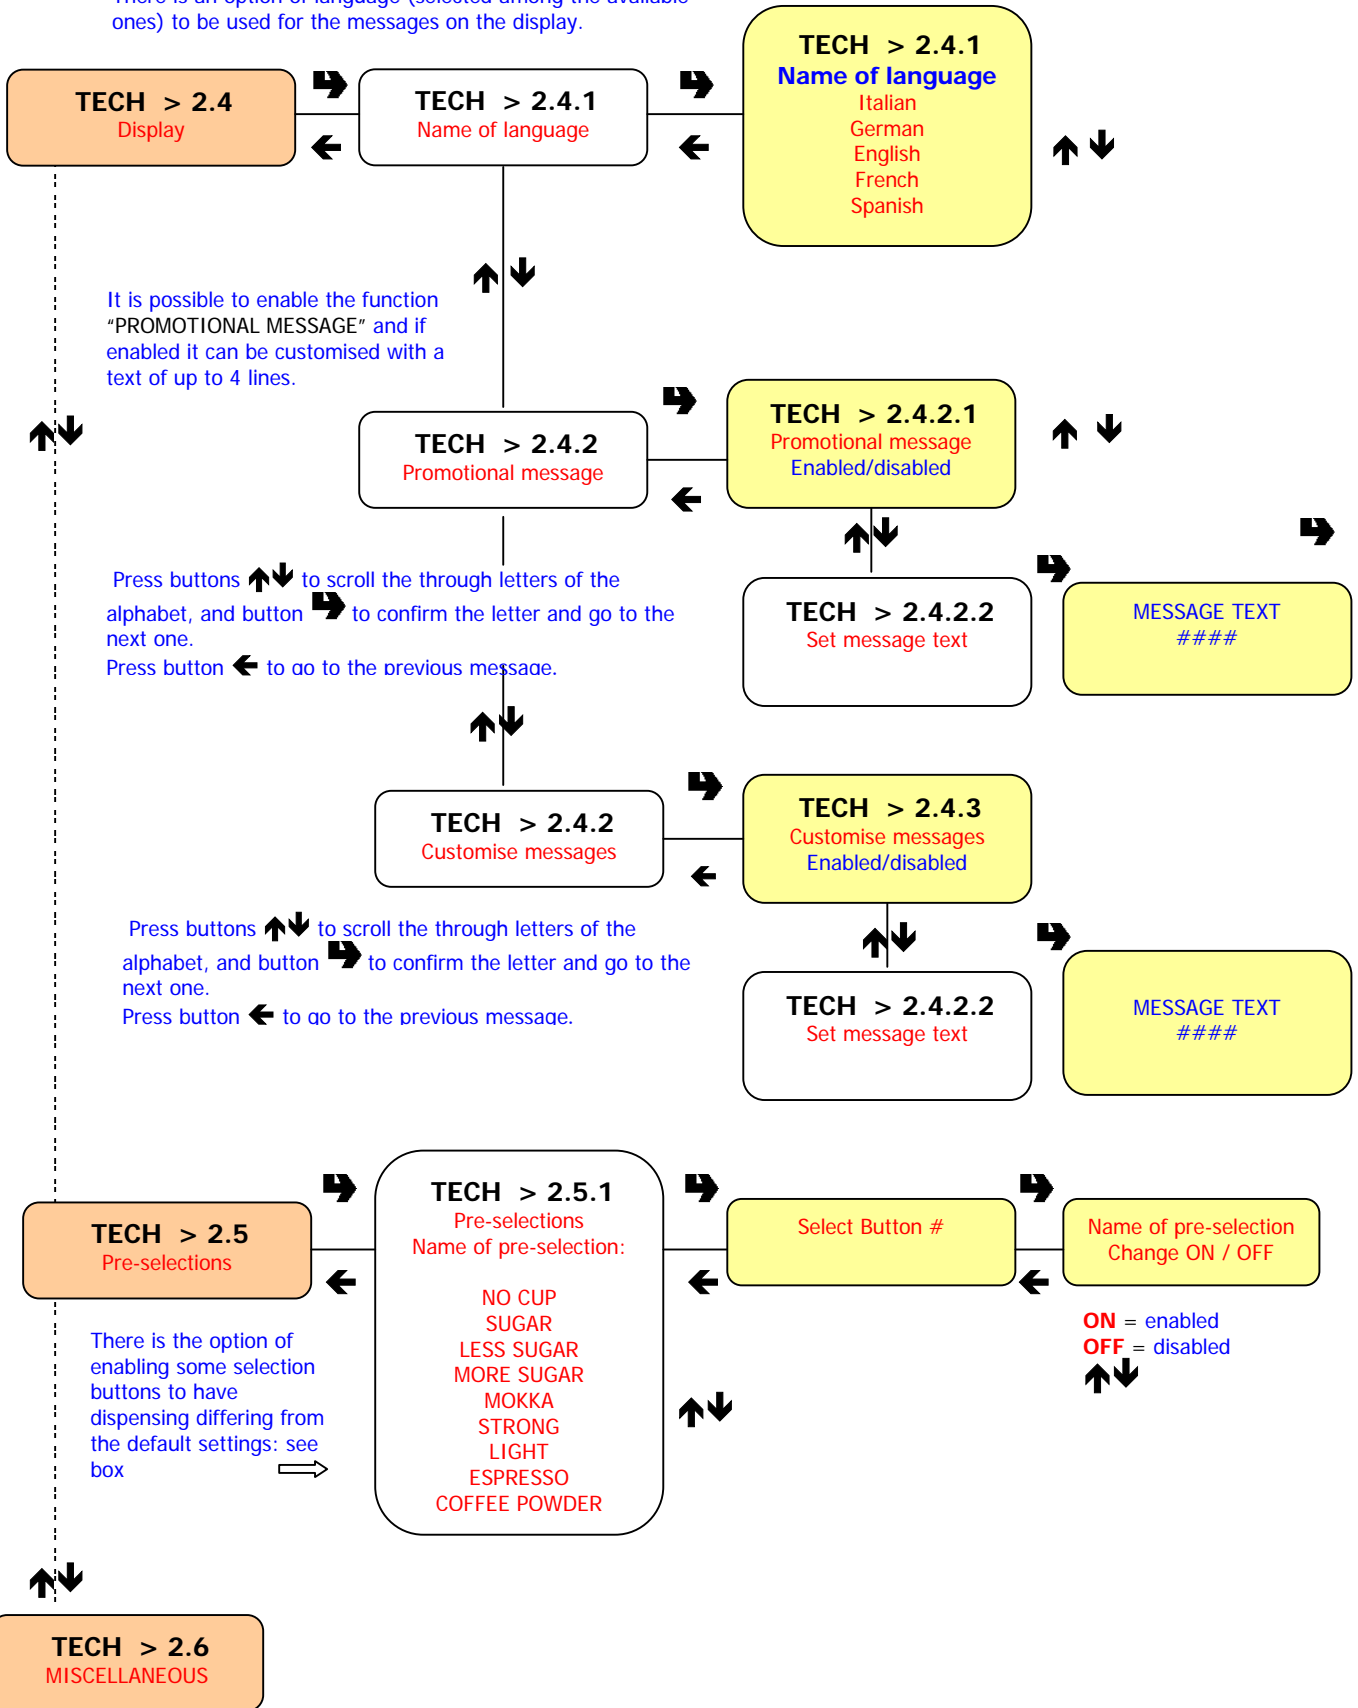 There is an option of language (selected among the available
ones) to be used for the messages on the display.
TECH > 2.4
Display
TECH > 2.4.1
Name of language
TECH > 2.4.1
Name of language
Italian
German
English
French
Spanish
It is possible to enable the function
"PROMOTIONAL MESSAGE" and if
enabled it can be customised with a
text of up to 4 lines.
TECH > 2.4.2
Promotional message
TECH > 2.4.2.1
Promotional message
Enabled/disabled
Press buttons to scroll the through letters of the
alphabet, and button to confirm the letter and go to the
next one.
Press button to go to the previous message.
TECH > 2.4.2.2
Set message text
MESSAGE TEXT
####
TECH > 2.4.2
Customise messages
TECH > 2.4.3
Customise messages
Enabled/disabled
Press buttons to scroll the through letters of the
alphabet, and button to confirm the letter and go to the
next one.
Press button to go to the previous message.
TECH > 2.4.2.2
Set message text
MESSAGE TEXT
####
TECH > 2.5
Pre-selections
TECH > 2.5.1
Pre-selections
Name of pre-selection:
NO CUP
SUGAR
LESS SUGAR
MORE SUGAR
MOKKA
STRONG
LIGHT
ESPRESSO
COFFEE POWDER
Select Button #
Name of pre-selection
Change ON / OFF
ON = enabled
OFF = disabled
There is the option of
enabling some selection
buttons to have
dispensing differing from
the default settings: see
box
TECH > 2.6
MISCELLANEOUS